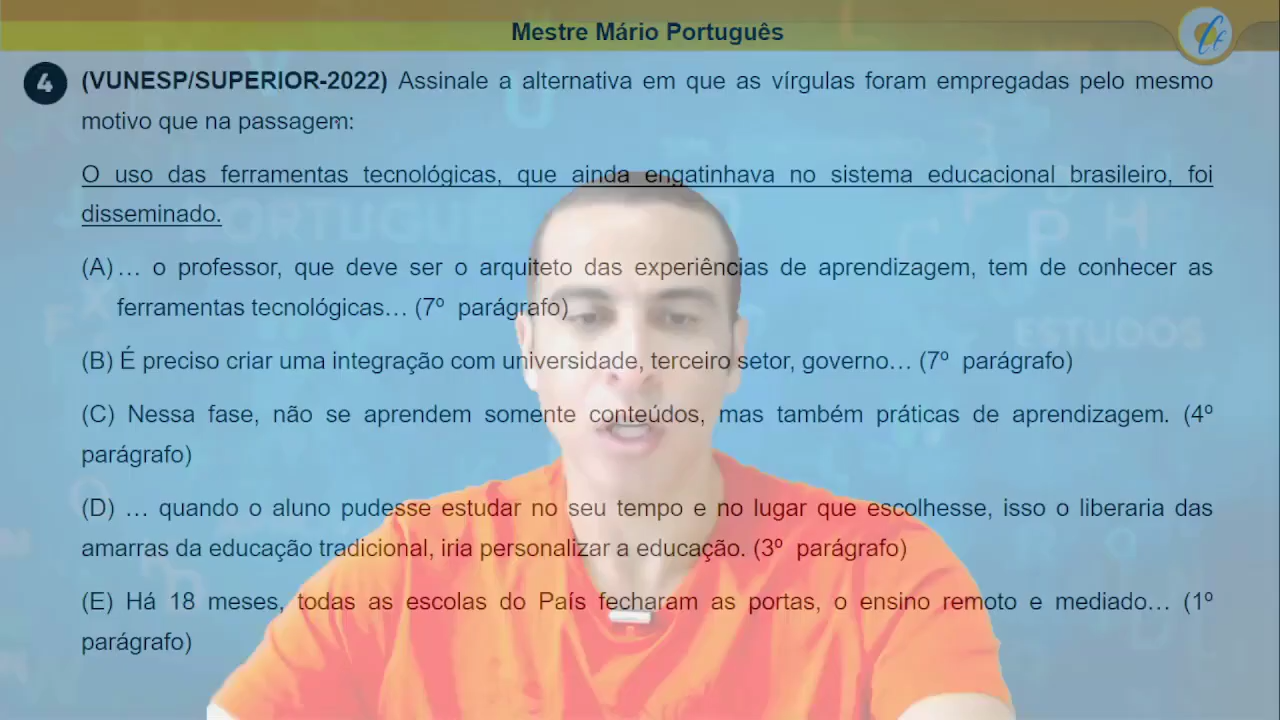 Mestre Mário Português
4 (VUNESP/SUPERIOR-2022) Assinale a alternativa em que as vírgulas foram empregadas pelo mesmo
motivo que na passagem:
O uso das ferramentas tecnológicas, que ainda engatinhava no sistema educacional brasileiro, foi
disseminado.
(A) … o professor, que deve ser o arquiteto das experiências de aprendizagem, tem de conhecer as
ferramentas tecnológicas… (7º parágrafo)
(B) É preciso criar uma integração com universidade, terceiro setor, governo… (7º parágrafo)
(C) Nessa fase, não se aprendem somente conteúdos, mas também práticas de aprendizagem. (4º
parágrafo)
(D) … quando o aluno pudesse estudar no seu tempo e no lugar que escolhesse, isso o liberaria das
amarras da educação tradicional, iria personalizar a educação. (3º parágrafo)
(E) Há 18 meses, todas as escolas do País fecharam as portas, o ensino remoto e mediado… (1º
parágrafo)
PORTUGUÊS
ESTUDOS